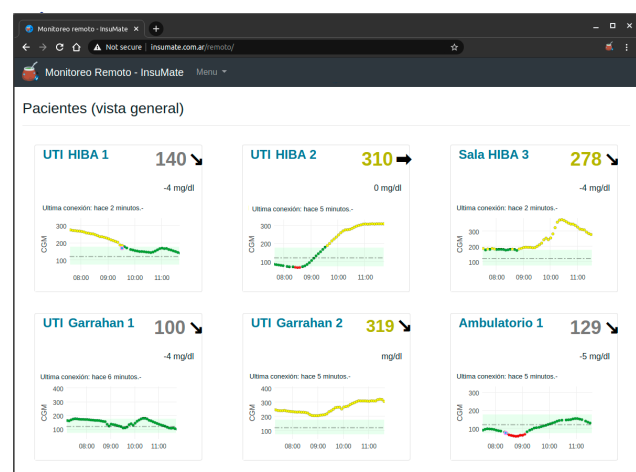 Monitoreo remoto - InsuMate
Not secure | insumate.com.ar/remoto/
Monitoreo Remoto - InsuMate Menu
Pacientes (vista general)
UTI HIBA 1 140
-4 mg/dl
Ultima conexión: hace 2 minutos.-
CGM
300
200
100
08:00 09:00 10:00 11:00
UTI HIBA 2 310
0 mg/dl
Ultima conexión: hace 5 minutos.-
CGM
300
200
100
08:00 09:00 10:00 11:00
Sala HIBA 3 278
-4 mg/dl
Ultima conexión: hace 2 minutos.-
CGM
300
200
100
08:00 09:00 10:00 11:00
UTI Garrahan 1 100
-4 mg/dl
Ultima conexión: hace 6 minutos.-
CGM
400
300
200
100
08:00 09:00 10:00 11:00
UTI Garrahan 2 319
mg/dl
Ultima conexión: hace 5 minutos.-
CGM
400
300
200
100
08:00 09:00 10:00 11:00
Ambulatorio 1 129
-5 mg/dl
Ultima conexión: hace 5 minutos.-
CGM
300
200
100
08:00 09:00 10:00 11:00